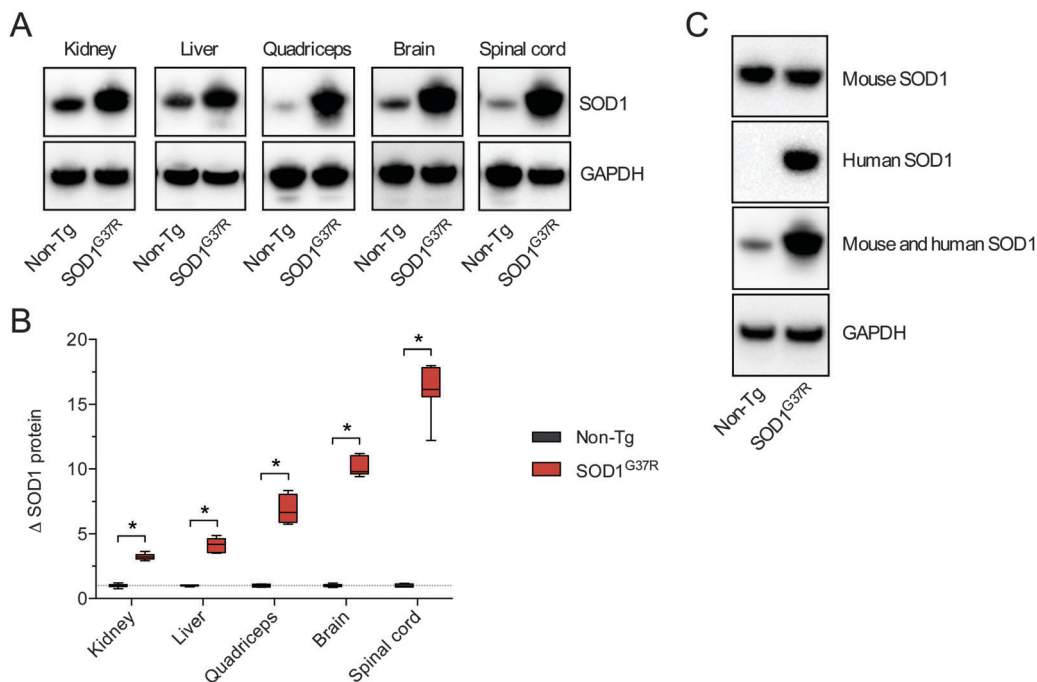 A
Kidney
Liver
Quadriceps
Brain
Spinal cord
SOD1
GAPDH
Non-Tg
SOD1G37R
Non-Tg
SOD1G37R
Non-Tg
SOD1G37R
Non-Tg
SOD1G37R
Non-Tg
SOD1G37R
B
Δ SOD1 protein
20
15
10
5
0
*
*
*
*
*
Kidney
Liver
Quadriceps
Brain
Spinal cord
Non-Tg
SOD1G37R
C
Mouse SOD1
Human SOD1
Mouse and human SOD1
GAPDH
Non-Tg
SOD1G37R